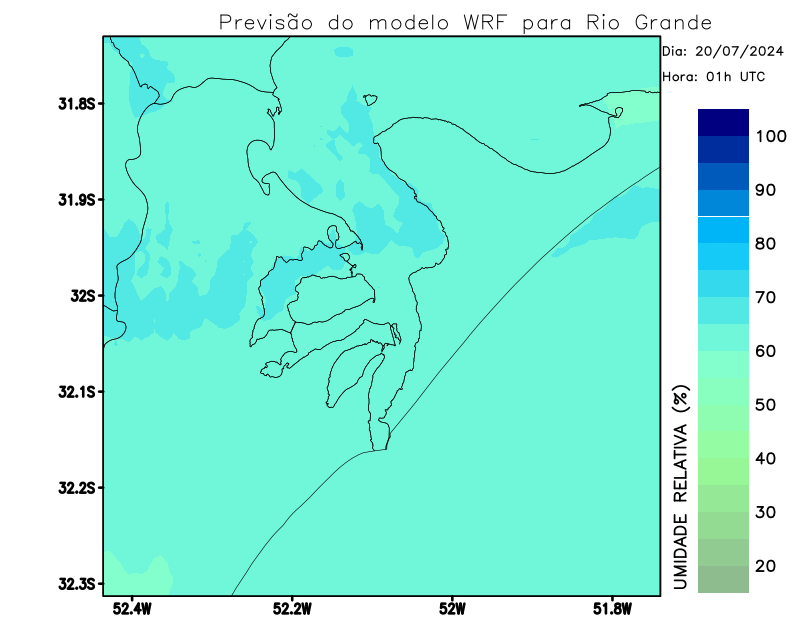 Previsão do modelo WRF para Rio Grande
Dia: 20/07/2024
Hora: 01h UTC
31.8S
31.9S
32S
32.1S
32.2S
32.3S
52.4W
52.2W
52W
51.8W
UMIDADE RELATIVA (%)
100
90
80
70
60
50
40
30
20